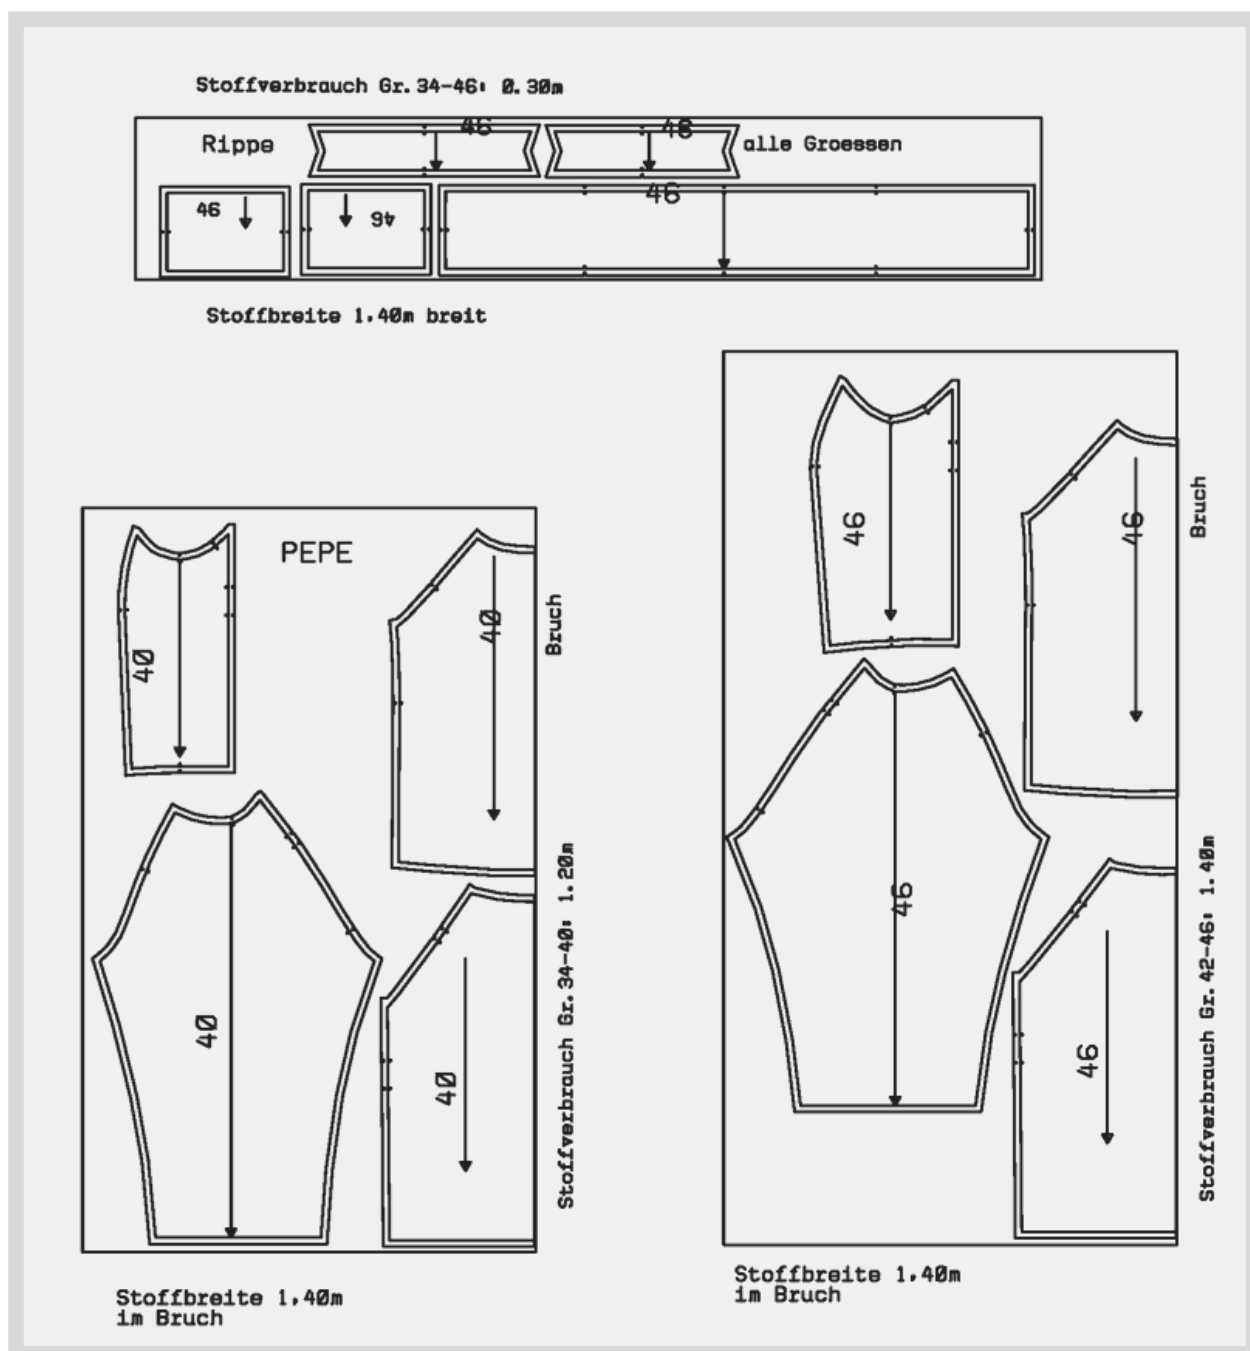 Stoffverbrauch Gr.34-46: 0.30m
Rippe
46
46
alle Groessen
46
46
46
Stoffbreite 1,40m breit
46
46
Bruch
PEPE
40
40
Bruch
46
40
40
46
Stoffverbrauch Gr.34-40: 1.20m
Stoffverbrauch Gr.42-46: 1.40m
Stoffbreite 1,40m
im Bruch
Stoffbreite 1,40m
im Bruch